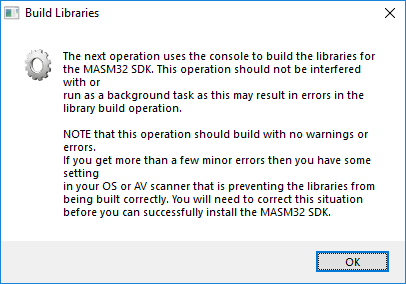 Build Libraries
The next operation uses the console to build the libraries for
the MASM32 SDK. This operation should not be interfered
with or
run as a background task as this may result in errors in the
library build operation.
NOTE that this operation should build with no warnings or
errors.
If you get more than a few minor errors then you have some
setting
in your OS or AV scanner that is preventing the libraries from
being built correctly. You will need to correct this situation
before you can successfully install the MASM32 SDK.
OK